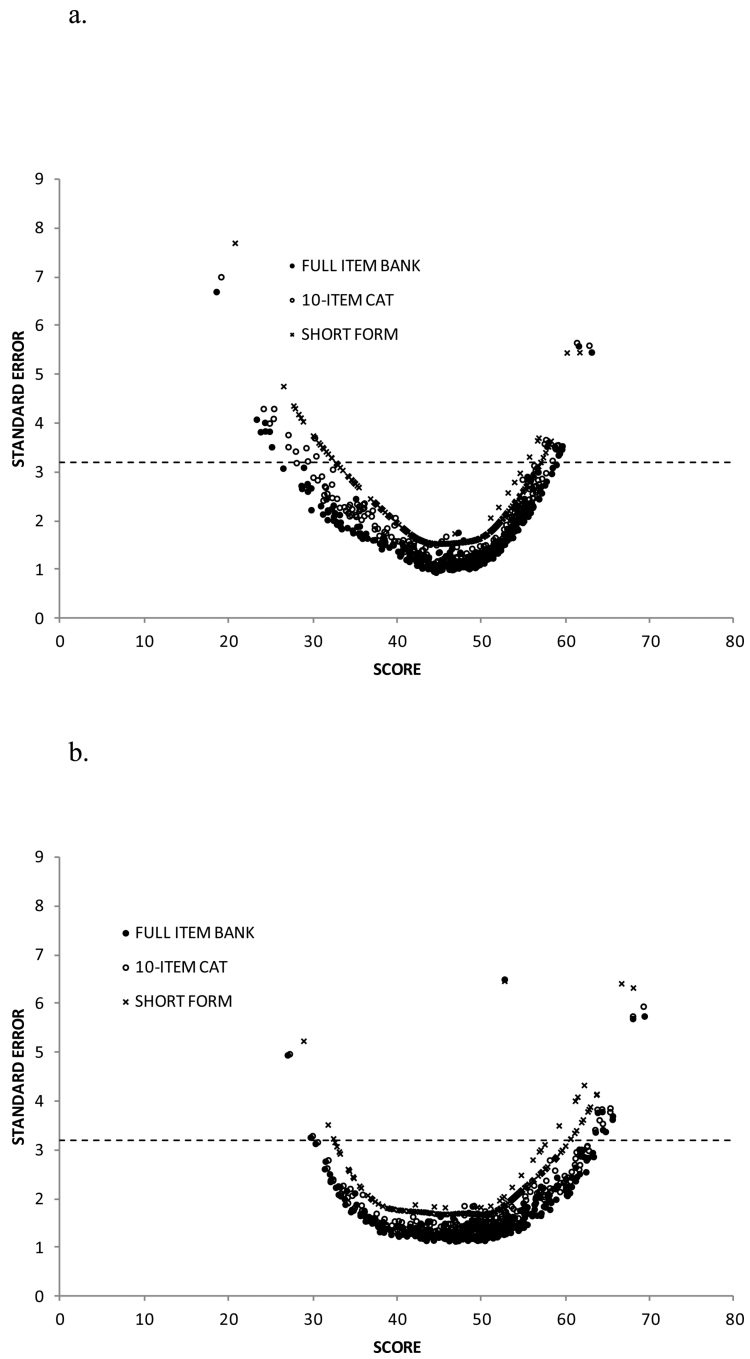 a.
9
8
7
6
5
4
3
2
1
0
STANDARD ERROR
FULL ITEM BANK
10-ITEM CAT
SHORT FORM
0 10 20 30 40 50 60 70 80
SCORE
b.
9
8
7
6
5
4
3
2
1
0
STANDARD ERROR
FULL ITEM BANK
10-ITEM CAT
SHORT FORM
0 10 20 30 40 50 60 70 80
SCORE